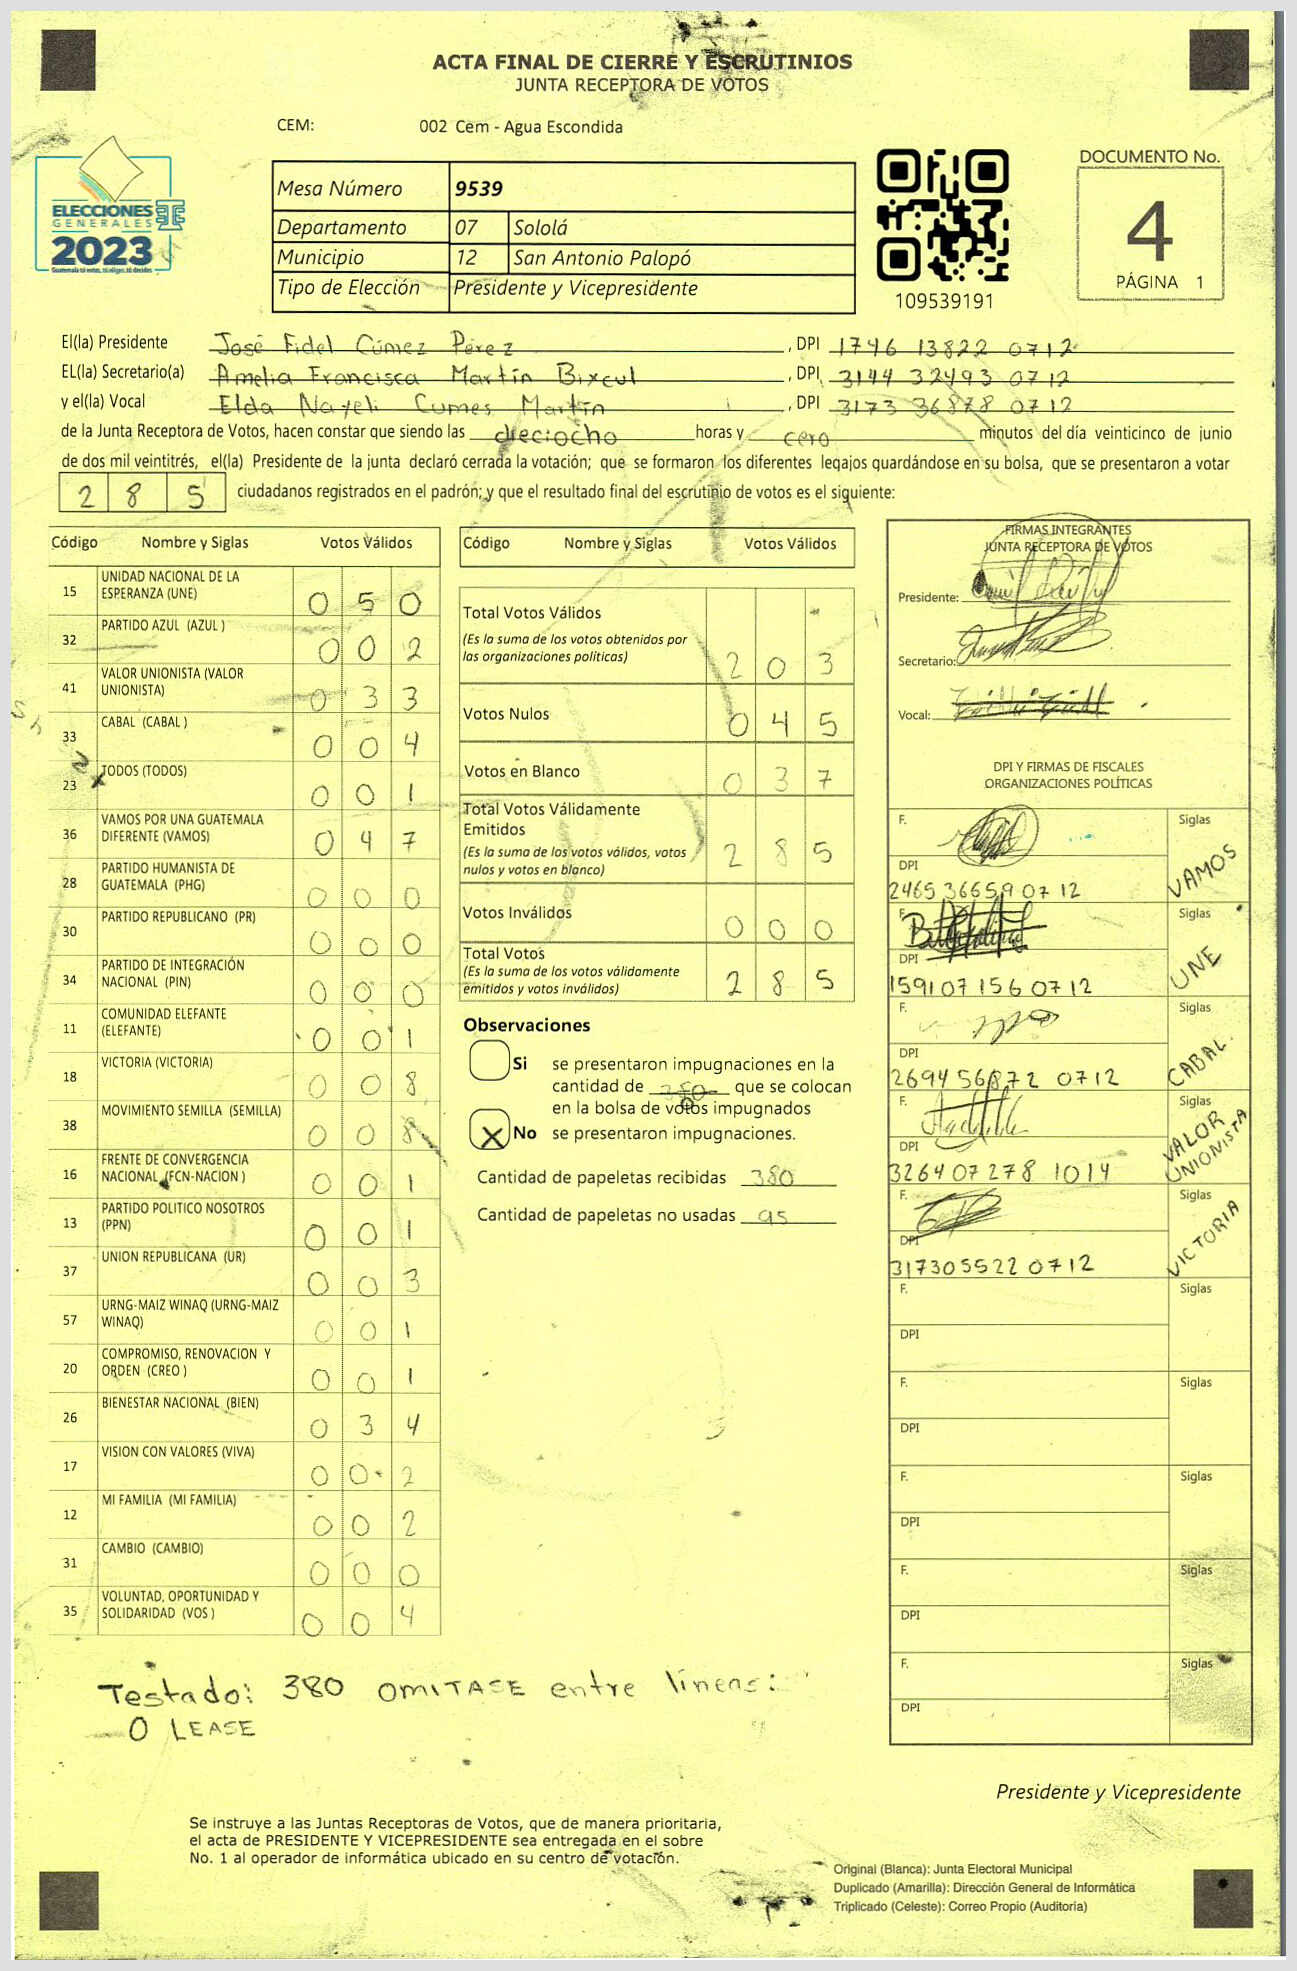 ACTA FINAL DE CIERRE Y ESCRUTINIOS
JUNTA RECEPTORA DE VOTOS
CEM: 002 Cem - Agua Escondida
ELECCIONES
GENERALES
2023
Mesa Número 9539
Departamento 07 Sololá
Municipio 12 San Antonio Palopó
Tipo de Elección Presidente y Vicepresidente
109539191
DOCUMENTO No.
4
PÁGINA 1
El(la) Presidente José Fidel Cúmez Pérez , DPI 1746 13822 0712
EL(la) Secretario(a) Amelia Francisca Martín Bixcul , DPI 3144 32493 0712
y el(la) Vocal Elda Nayeli Cumes Martín , DPI 3173 36878 0712
de la Junta Receptora de Votos, hacen constar que siendo las dieciocho horas y cero minutos del día veinticinco de junio
de dos mil veintitrés, el(la) Presidente de la junta declaró cerrada la votación; que se formaron los diferentes legajos guardándose en su bolsa, que se presentaron a votar
2 8 5 ciudadanos registrados en el padrón; y que el resultado final del escrutinio de votos es el siguiente:
Código Nombre y Siglas Votos Válidos
15 UNIDAD NACIONAL DE LA
ESPERANZA (UNE) 0 5 0
32 PARTIDO AZUL (AZUL ) 0 0 2
41 VALOR UNIONISTA (VALOR
UNIONISTA) 0 3 3
33 CABAL (CABAL ) 0 0 4
23 TODOS (TODOS) 0 0 1
36 VAMOS POR UNA GUATEMALA
DIFERENTE (VAMOS) 0 4 7
28 PARTIDO HUMANISTA DE
GUATEMALA (PHG) 0 0 0
30 PARTIDO REPUBLICANO (PR) 0 0 0
34 PARTIDO DE INTEGRACIÓN
NACIONAL (PIN) 0 0 0
11 COMUNIDAD ELEFANTE
(ELEFANTE) 0 0 1
18 VICTORIA (VICTORIA) 0 0 8
38 MOVIMIENTO SEMILLA (SEMILLA) 0 0 8
16 FRENTE DE CONVERGENCIA
NACIONAL (FCN-NACION ) 0 0 1
13 PARTIDO POLITICO NOSOTROS
(PPN) 0 0 1
37 UNION REPUBLICANA (UR) 0 0 3
57 URNG-MAIZ WINAQ (URNG-MAIZ
WINAQ) 0 0 1
20 COMPROMISO, RENOVACION Y
ORDEN (CREO ) 0 0 1
26 BIENESTAR NACIONAL (BIEN) 0 3 4
17 VISION CON VALORES (VIVA) 0 0 2
12 MI FAMILIA (MI FAMILIA) 0 0 2
31 CAMBIO (CAMBIO) 0 0 0
35 VOLUNTAD, OPORTUNIDAD Y
SOLIDARIDAD (VOS ) 0 0 4
Código Nombre y Siglas Votos Válidos
Total Votos Válidos
(Es la suma de los votos obtenidos por
las organizaciones políticas) 2 0 3
Votos Nulos 0 4 5
Votos en Blanco 0 3 7
Total Votos Válidamente
Emitidos
(Es la suma de los votos válidos, votos
nulos y votos en blanco) 2 8 5
Votos Inválidos 0 0 0
Total Votos
(Es la suma de los votos válidamente
emitidos y votos inválidos) 2 8 5
Observaciones
Si se presentaron impugnaciones en la
cantidad de 380 que se colocan
0
en la bolsa de votos impugnados
X No se presentaron impugnaciones.
Cantidad de papeletas recibidas 380
Cantidad de papeletas no usadas 95
FIRMAS INTEGRANTES
JUNTA RECEPTORA DE VOTOS
Presidente:
Secretario:
Vocal:
DPI Y FIRMAS DE FISCALES
ORGANIZACIONES POLÍTICAS
F. Siglas
DPI VAMOS
2465 36659 0712
F. Siglas
DPI UNE
159107156 0712
F. Siglas
DPI CABAL.
2694 56872 0712
F. Siglas
DPI VALOR UNIONISTA
326407278 1014
F. Siglas
DPI VICTORIA
317305522 0712
F. Siglas
DPI
F. Siglas
DPI
F. Siglas
DPI
F. Siglas
DPI
F. Siglas
DPI
Testado: 380 OMITASE entre líneas:
0 LEASE
Presidente y Vicepresidente
Se instruye a las Juntas Receptoras de Votos, que de manera prioritaria,
el acta de PRESIDENTE Y VICEPRESIDENTE sea entregada en el sobre
No. 1 al operador de informática ubicado en su centro de votación.
Original (Blanca): Junta Electoral Municipal
Duplicado (Amarilla): Dirección General de Informática
Triplicado (Celeste): Correo Propio (Auditoria)